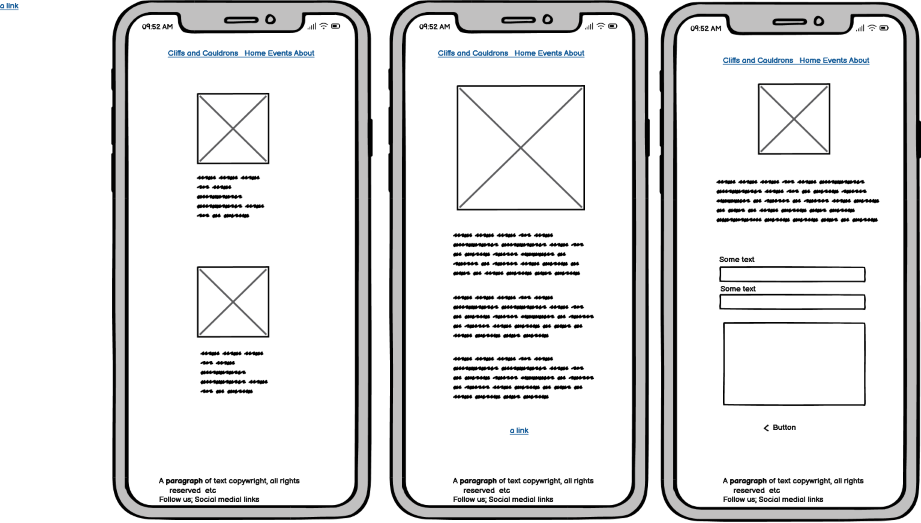 a link
09:52 AM
Cliffs and Cauldrons Home Events About
A paragraph of text copywright, all rights
reserved etc
Follow us; Social medial links
09:52 AM
Cliffs and Cauldrons Home Events About
a link
A paragraph of text copywright, all rights
reserved etc
Follow us; Social medial links
09:52 AM
Cliffs and Cauldrons Home Events About
Some text
Some text
< Button
A paragraph of text copywright, all rights
reserved etc
Follow us; Social medial links